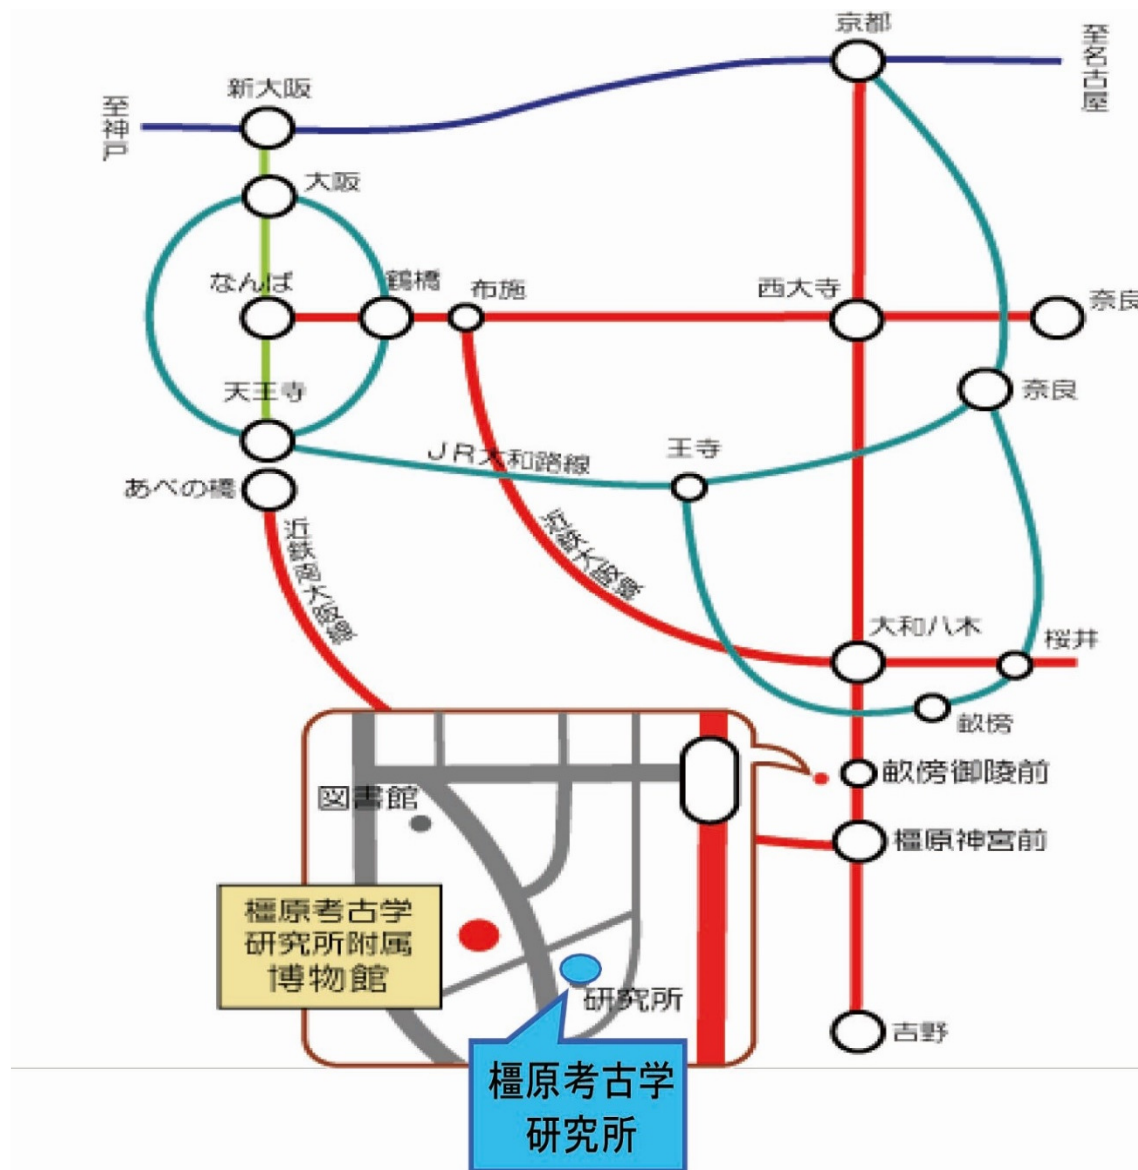 京都
至名古屋
新大阪
至神戸
大阪
なんば
鶴橋
布施
西大寺
奈良
天王寺
奈良
JR大和路線
王寺
あべの橋
近鉄南大阪線
近鉄大阪線
大和八木
桜井
畝傍
畝傍御陵前
図書館
橿原神宮前
橿原考古学
研究所附属
博物館
研究所
吉野
橿原考古学
研究所